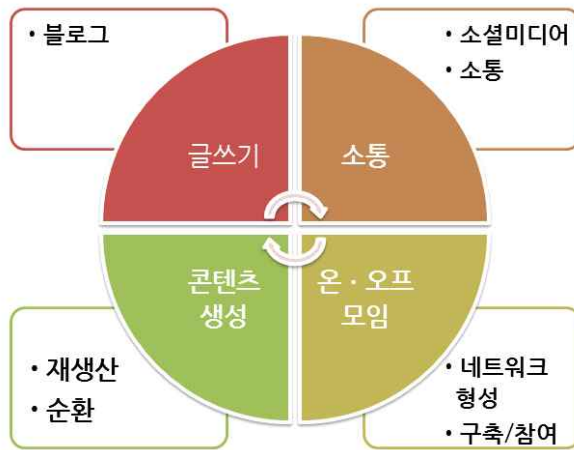 • 블로그
• 소셜미디어
• 소통
글쓰기
소통
콘텐츠
생성
온 · 오프
모임
• 재생산
• 순환
• 네트워크
형성
• 구축/참여